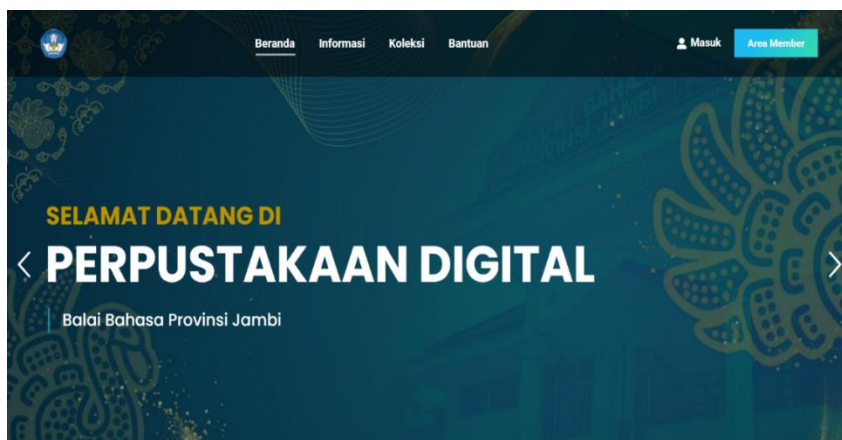 Beranda Informasi Koleksi Bantuan Masuk Area Member
SELAMAT DATANG DI
PERPUSTAKAAN DIGITAL
Balai Bahasa Provinsi Jambi